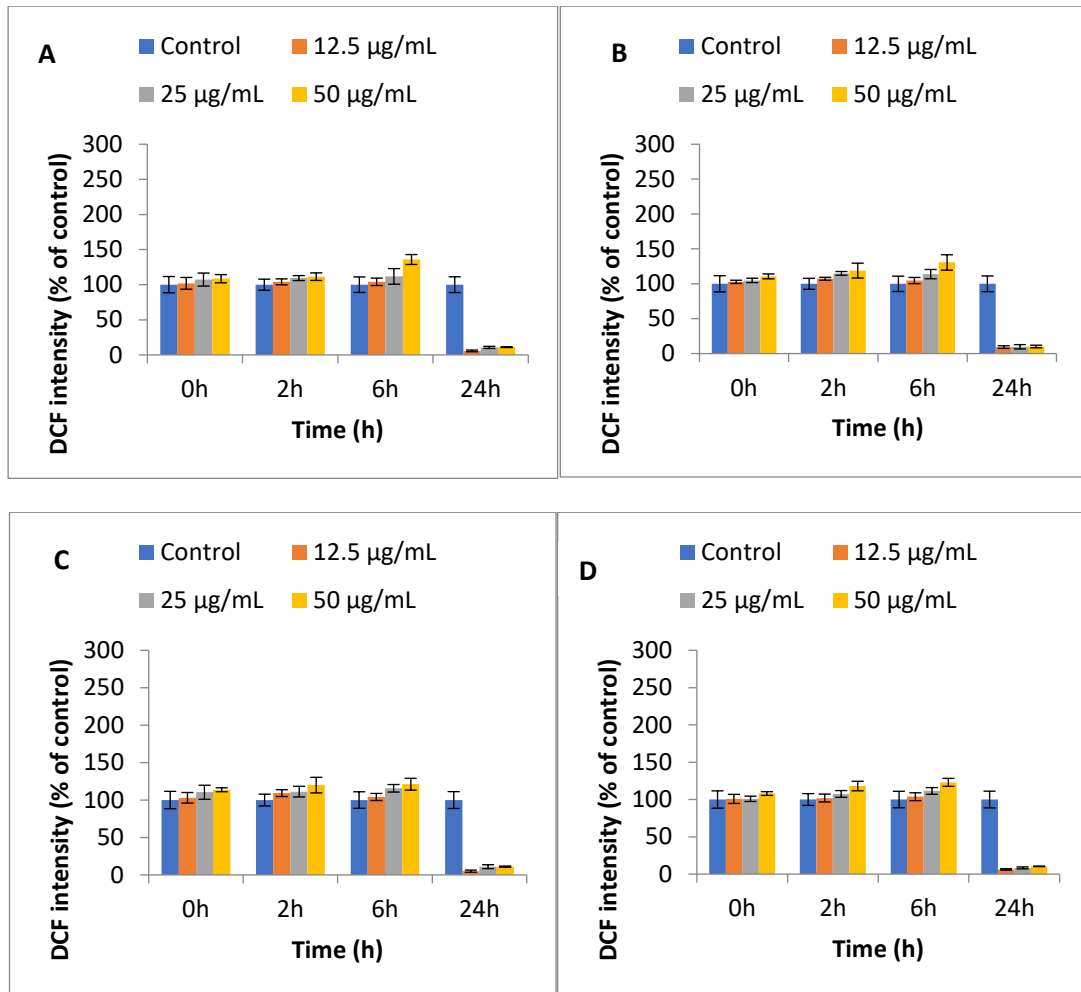 A
Control
12.5 µg/mL
25 µg/mL
50 µg/mL
DCF intensity (% of control)
300
250
200
150
100
50
0
0h 2h 6h 24h
Time (h)
B
Control
12.5 µg/mL
25 µg/mL
50 µg/mL
DCF intensity (% of control)
300
250
200
150
100
50
0
0h 2h 6h 24h
Time (h)
C
Control
12.5 µg/mL
25 µg/mL
50 µg/mL
DCF intensity (% of control)
300
250
200
150
100
50
0
0h 2h 6h 24h
Time (h)
D
Control
12.5 µg/mL
25 µg/mL
50 µg/mL
DCF intensity (% of control)
300
250
200
150
100
50
0
0h 2h 6h 24h
Time (h)